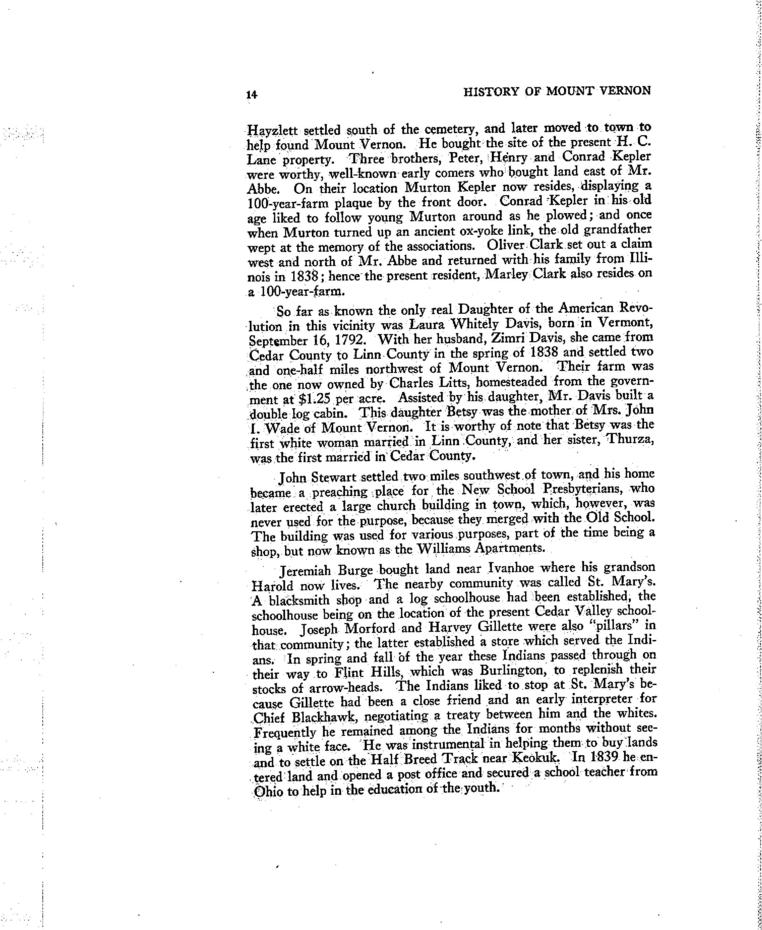 14 HISTORY OF MOUNT VERNON
Hayzlett settled south of the cemetery, and later moved to town to
help found Mount Vernon. He bought the site of the present H. C.
Lane property. Three brothers, Peter, Henry and Conrad Kepler
were worthy, well-known early comers who bought land east of Mr.
Abbe. On their location Murton Kepler now resides, displaying a
100-year-farm plaque by the front door. Conrad Kepler in his old
age liked to follow young Murton around as he plowed; and once
when Murton turned up an ancient ox-yoke link, the old grandfather
wept at the memory of the associations. Oliver Clark set out a claim
west and north of Mr. Abbe and returned with his family from Illi-
nois in 1838; hence the present resident, Marley Clark also resides on
a 100-year-farm.
So far as known the only real Daughter of the American Revo-
lution in this vicinity was Laura Whitely Davis, born in Vermont,
September 16, 1792. With her husband, Zimri Davis, she came from
Cedar County to Linn County in the spring of 1838 and settled two
and one-half miles northwest of Mount Vernon. Their farm was
the one now owned by Charles Litts, homesteaded from the govern-
ment at $1.25 per acre. Assisted by his daughter, Mr. Davis built a
double log cabin. This daughter Betsy was the mother of Mrs. John
I. Wade of Mount Vernon. It is worthy of note that Betsy was the
first white woman married in Linn County, and her sister, Thurza,
was the first married in Cedar County.
John Stewart settled two miles southwest of town, and his home
became a preaching place for the New School Presbyterians, who
later erected a large church building in town, which, however, was
never used for the purpose, because they merged with the Old School.
The building was used for various purposes, part of the time being a
shop, but now known as the Williams Apartments.
Jeremiah Burge bought land near Ivanhoe where his grandson
Harold now lives. The nearby community was called St. Mary's.
A blacksmith shop and a log schoolhouse had been established, the
schoolhouse being on the location of the present Cedar Valley school-
house. Joseph Morford and Harvey Gillette were also "pillars" in
that community; the latter established a store which served the Indi-
ans. In spring and fall of the year these Indians passed through on
their way to Flint Hills, which was Burlington, to replenish their
stocks of arrow-heads. The Indians liked to stop at St. Mary's be-
cause Gillette had been a close friend and an early interpreter for
Chief Blackhawk, negotiating a treaty between him and the whites.
Frequently he remained among the Indians for months without see-
ing a white face. He was instrumental in helping them to buy lands
and to settle on the Half Breed Track near Keokuk. In 1839 he en-
tered land and opened a post office and secured a school teacher from
Ohio to help in the education of the youth.